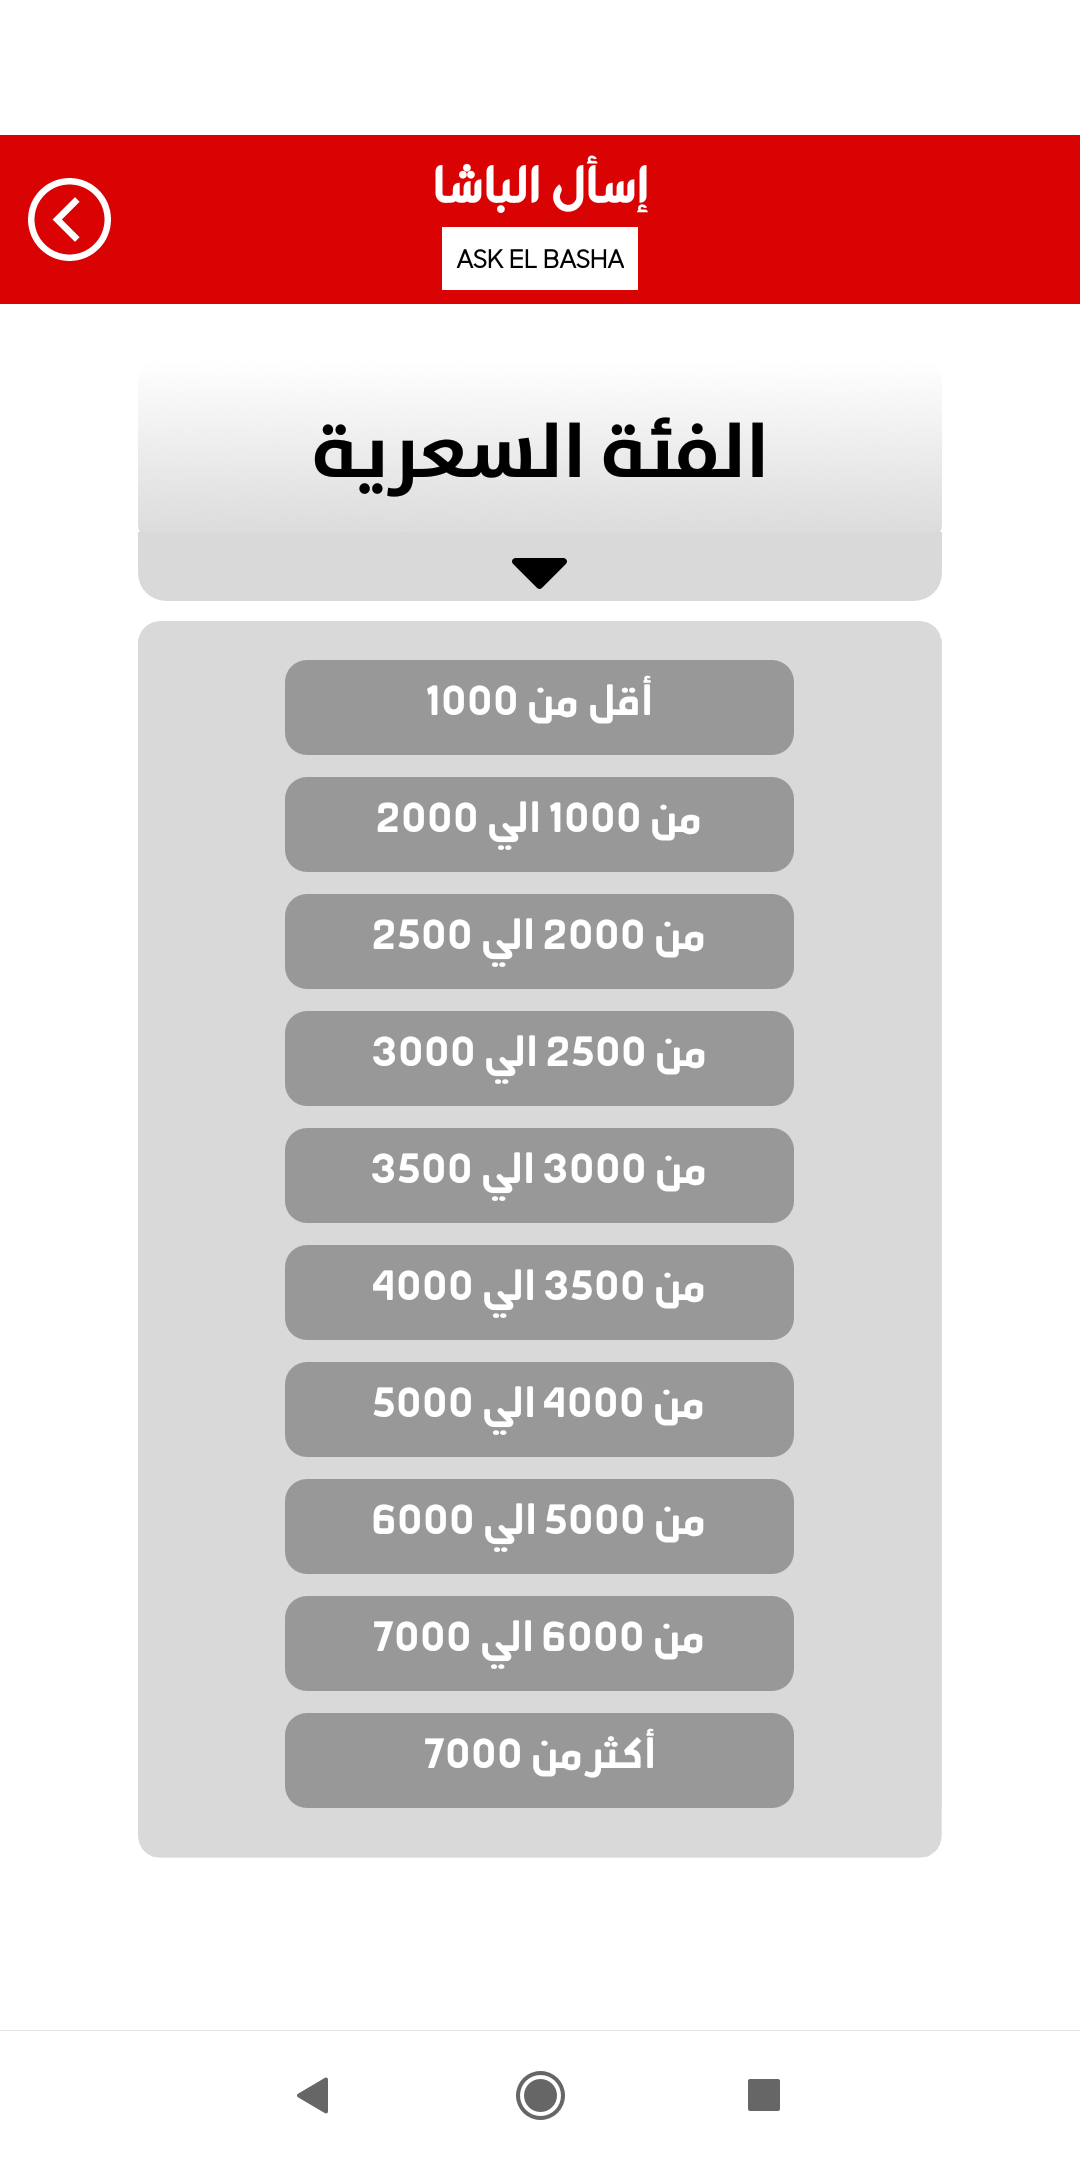 إسأل الباشا
ASK EL BASHA
الفئة السعرية
أقل من 1000
من 1000 الي 2000
من 2000 الي 2500
من 2500 الي 3000
من 3000 الي 3500
من 3500 الي 4000
من 4000 الي 5000
من 5000 الي 6000
من 6000 الي 7000
أكثر من 7000